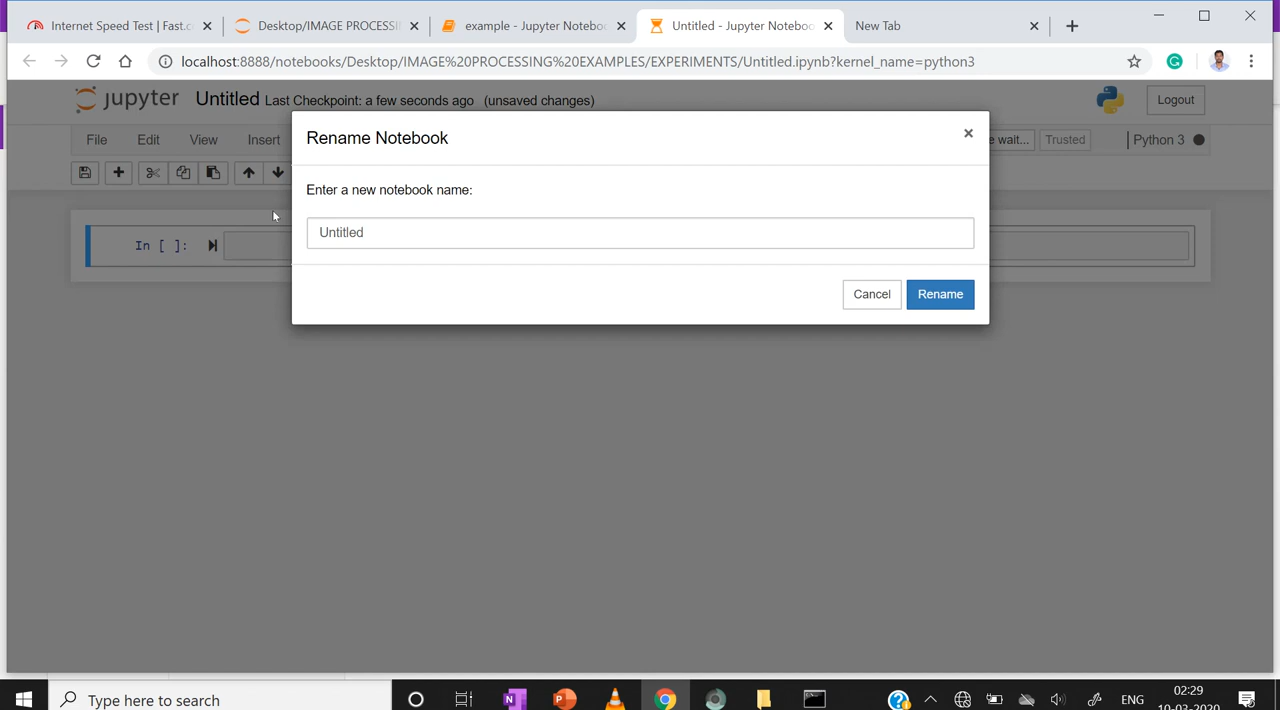 Internet Speed Test | Fast.c
Desktop/IMAGE PROCESSI
example - Jupyter Noteboo
Untitled - Jupyter Noteboo
New Tab
localhost:8888/notebooks/Desktop/IMAGE%20PROCESSING%20EXAMPLES/EXPERIMENTS/Untitled.ipynb?kernel_name=python3
jupyter Untitled Last Checkpoint: a few seconds ago (unsaved changes)
Logout
File Edit View Insert
e wait... Trusted Python 3
Rename Notebook
Enter a new notebook name:
Untitled
In [ ]:
Cancel Rename
Type here to search
ENG
02:29
10-03-2020